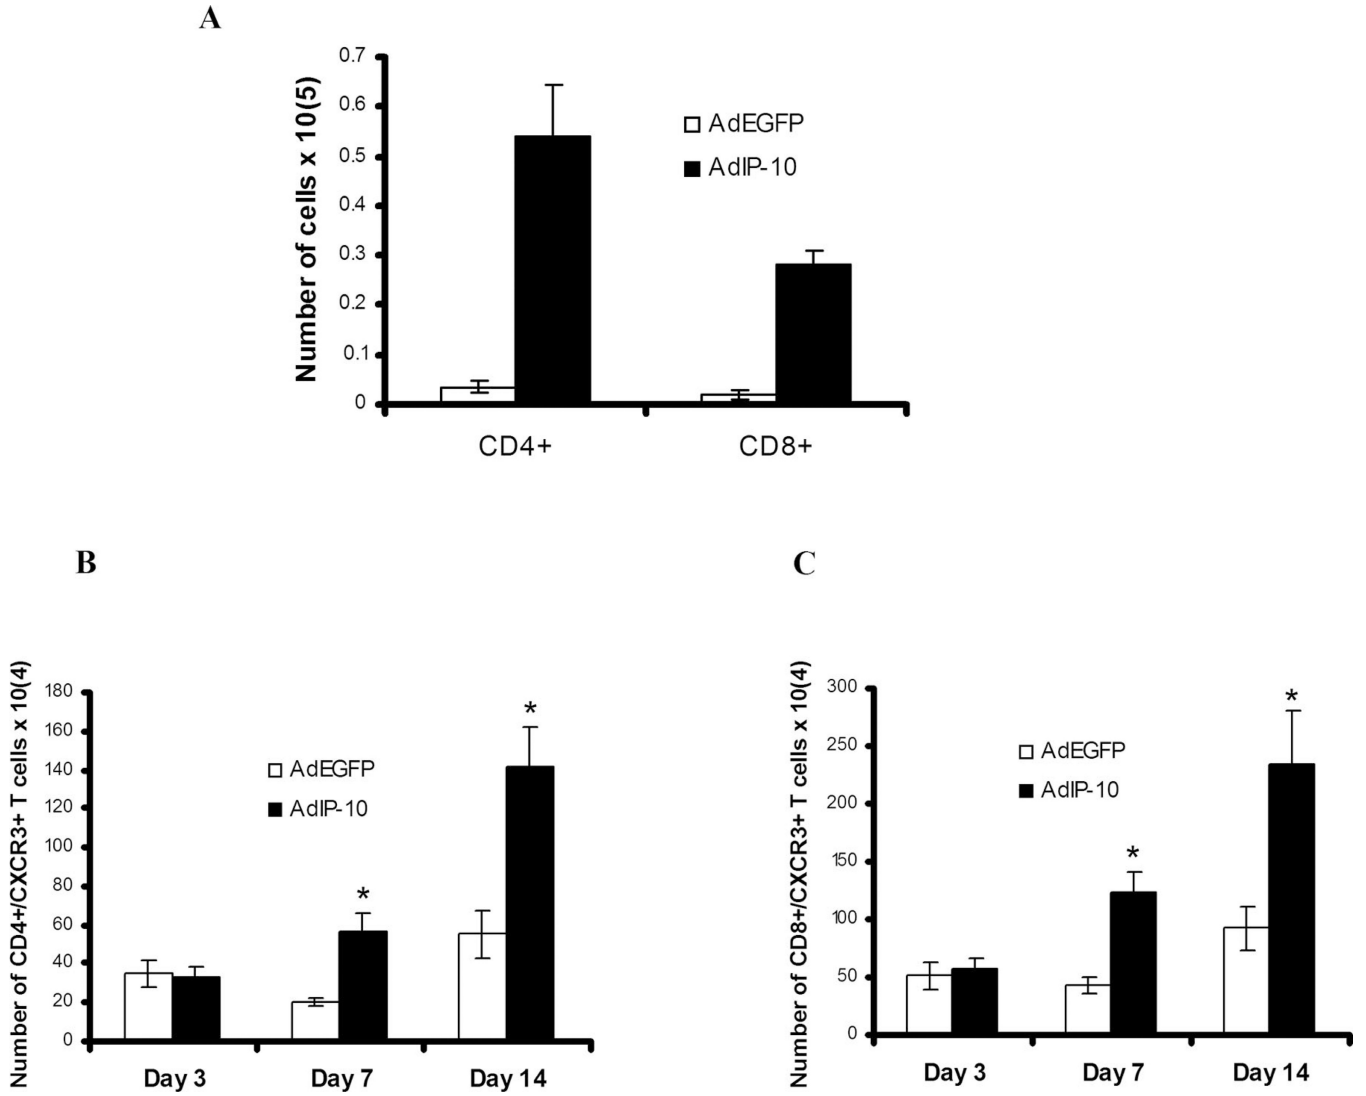 A
Number of cells x 10(5)
0.7
0.6
0.5
0.4
0.3
0.2
0.1
0
AdEGFP
AdIP-10
CD4+ CD8+
B
Number of CD4+/CXCR3+ T cells x 10(4)
180
160
140
120
100
80
60
40
20
0
AdEGFP
AdIP-10
*
*
Day 3 Day 7 Day 14
C
Number of CD8+/CXCR3+ T cells x 10(4)
300
250
200
150
100
50
0
AdEGFP
AdIP-10
*
*
Day 3 Day 7 Day 14